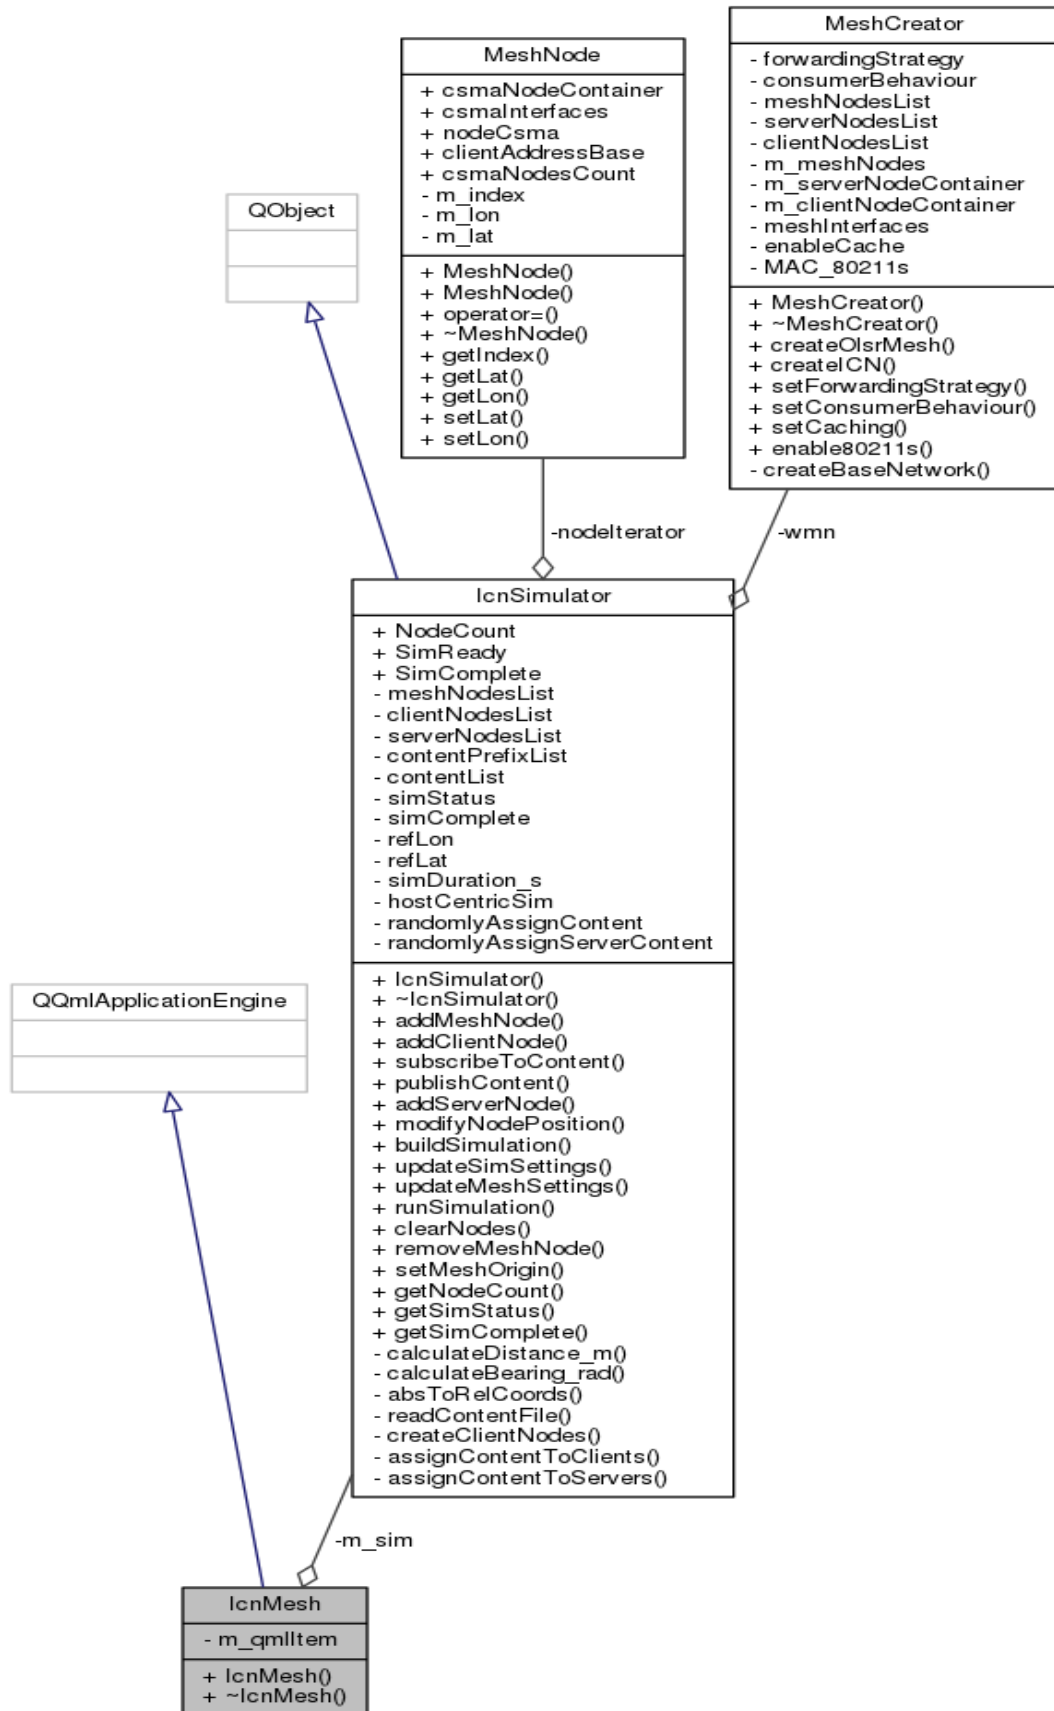 MeshCreator
- forwardingStrategy
- consumerBehaviour
- meshNodesList
- serverNodesList
- clientNodesList
- m_meshNodes
- m_serverNodeContainer
- m_clientNodeContainer
- meshInterfaces
- enableCache
- MAC_80211s
+ MeshCreator()
+ ~MeshCreator()
+ createOlsrMesh()
+ createICN()
+ setForwardingStrategy()
+ setConsumerBehaviour()
+ setCaching()
+ enable80211s()
- createBaseNetwork()
MeshNode
+ csmaNodeContainer
+ csmaInterfaces
+ nodeCsma
+ clientAddressBase
+ csmaNodesCount
- m_index
- m_lon
- m_lat
+ MeshNode()
+ MeshNode()
+ operator=()
+ ~MeshNode()
+ getIndex()
+ getLat()
+ getLon()
+ setLat()
+ setLon()
QObject
-nodeIterator
-wmn
IcnSimulator
+ NodeCount
+ SimReady
+ SimComplete
- meshNodesList
- clientNodesList
- serverNodesList
- contentPrefixList
- contentList
- simStatus
- simComplete
- refLon
- refLat
- simDuration_s
- hostCentricSim
- randomlyAssignContent
- randomlyAssignServerContent
+ IcnSimulator()
+ ~IcnSimulator()
+ addMeshNode()
+ addClientNode()
+ subscribeToContent()
+ publishContent()
+ addServerNode()
+ modifyNodePosition()
+ buildSimulation()
+ updateSimSettings()
+ updateMeshSettings()
+ runSimulation()
+ clearNodes()
+ removeMeshNode()
+ setMeshOrigin()
+ getNodeCount()
+ getSimStatus()
+ getSimComplete()
- calculateDistance_m()
- calculateBearing_rad()
- absToRelCoords()
- readContentFile()
- createClientNodes()
- assignContentToClients()
- assignContentToServers()
QQmlApplicationEngine
-m_sim
IcnMesh
- m_qmlItem
+ IcnMesh()
+ ~IcnMesh()